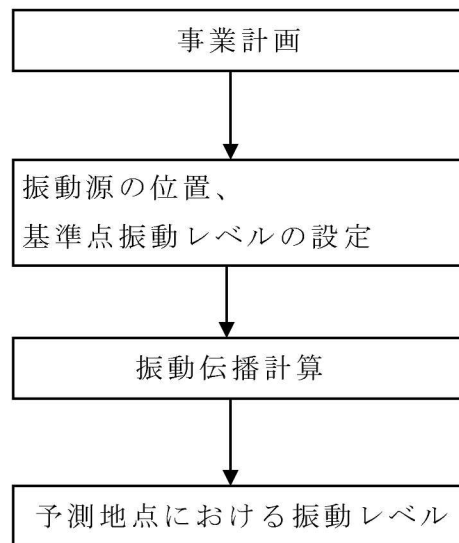 事業計画
振動源の位置、
基準点振動レベルの設定
振動伝播計算
予測地点における振動レベル